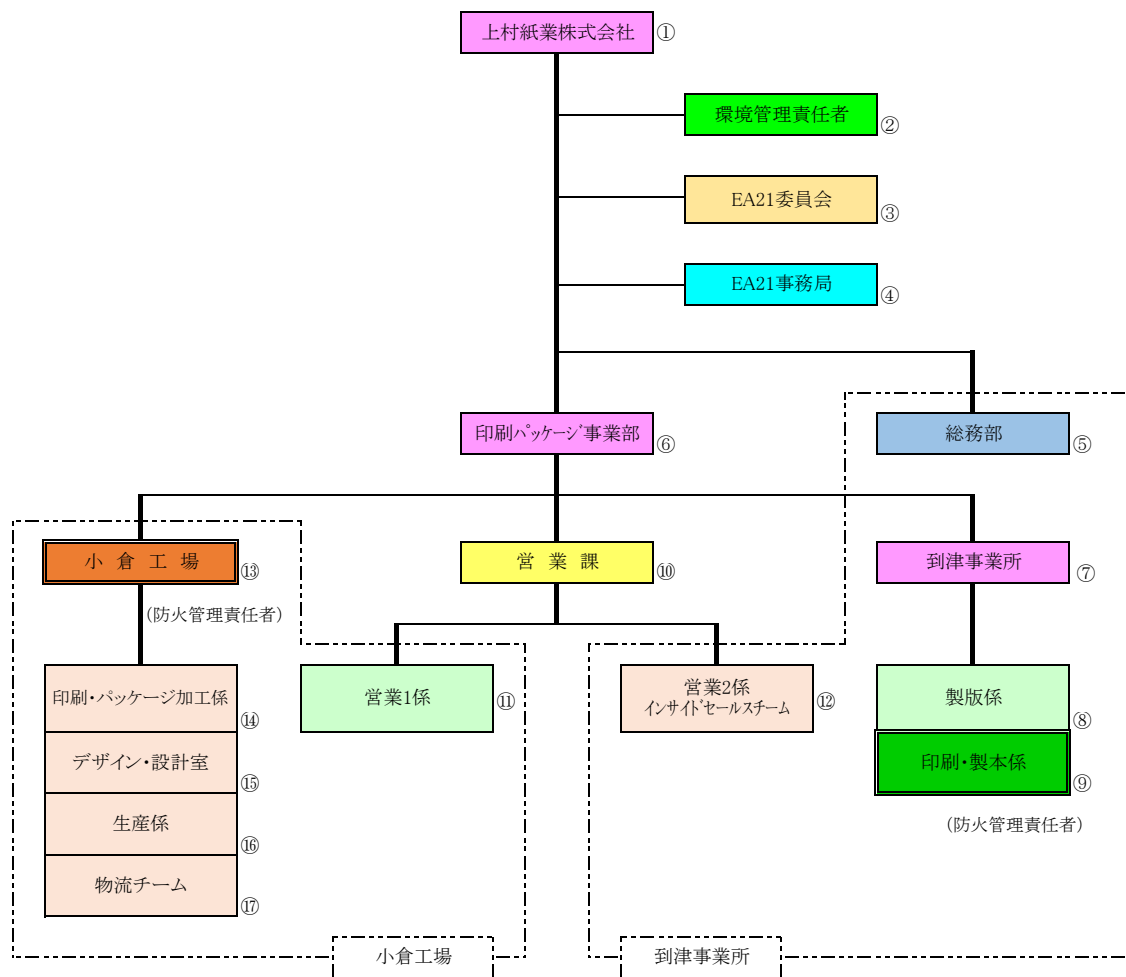 上村紙業株式会社 ①
環境管理責任者 ②
EA21委員会 ③
EA21事務局 ④
印刷パッケージ事業部 ⑥
総務部 ⑤
小 倉 工 場 ⑬
(防火管理責任者)
営 業 課 ⑩
到津事業所 ⑦
印刷・パッケージ加工係 ⑭
デザイン・設計室 ⑮
生産係 ⑯
物流チーム ⑰
営業1係 ⑪
営業2係
インサイドセールスチーム ⑫
製版係 ⑧
印刷・製本係 ⑨
(防火管理責任者)
小倉工場
到津事業所